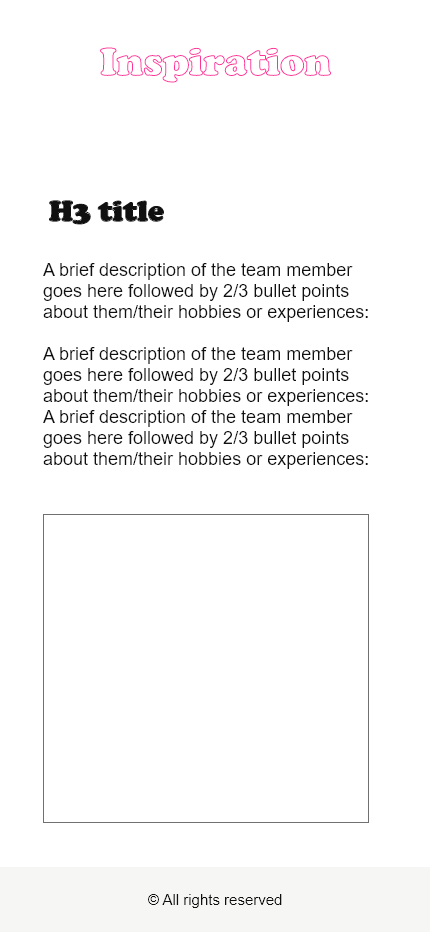 Inspiration
H3 title
A brief description of the team member
goes here followed by 2/3 bullet points
about them/their hobbies or experiences:
A brief description of the team member
goes here followed by 2/3 bullet points
about them/their hobbies or experiences:
A brief description of the team member
goes here followed by 2/3 bullet points
about them/their hobbies or experiences:
© All rights reserved